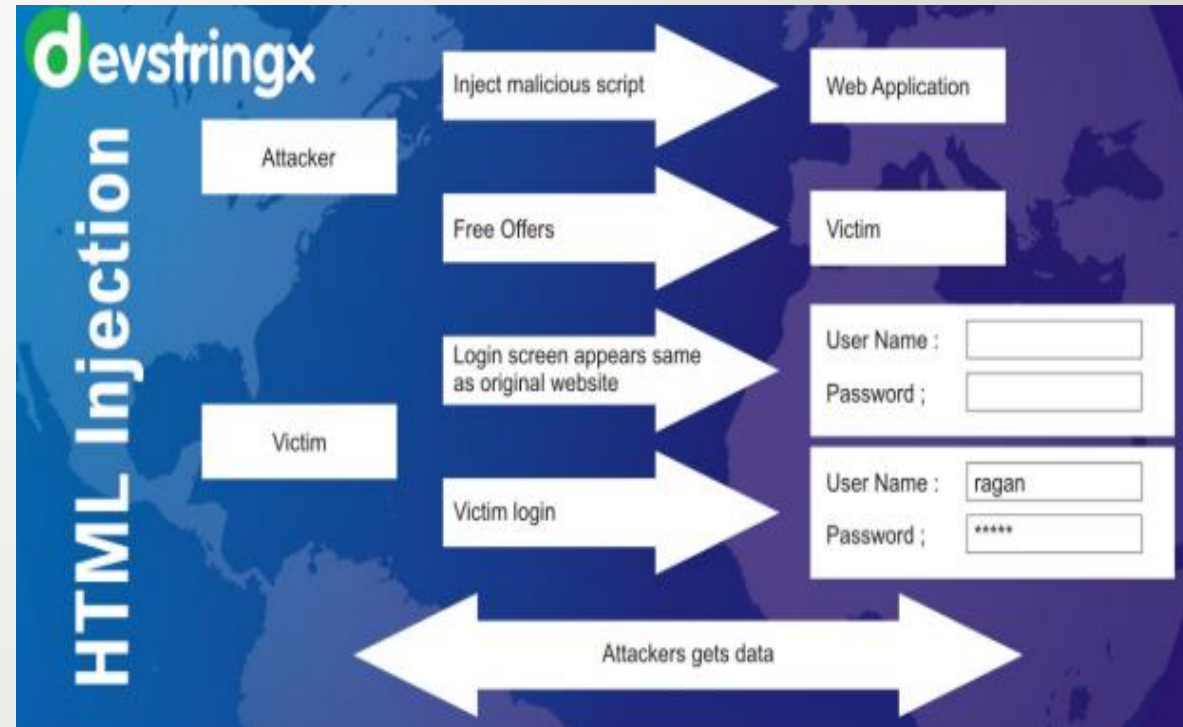 devstringx
HTML Injection
Attacker
Inject malicious script
Web Application
Free Offers
Victim
Victim
Login screen appears same
as original website
User Name :
Password ;
Victim login
User Name : ragan
Password ; *****
Attackers gets data